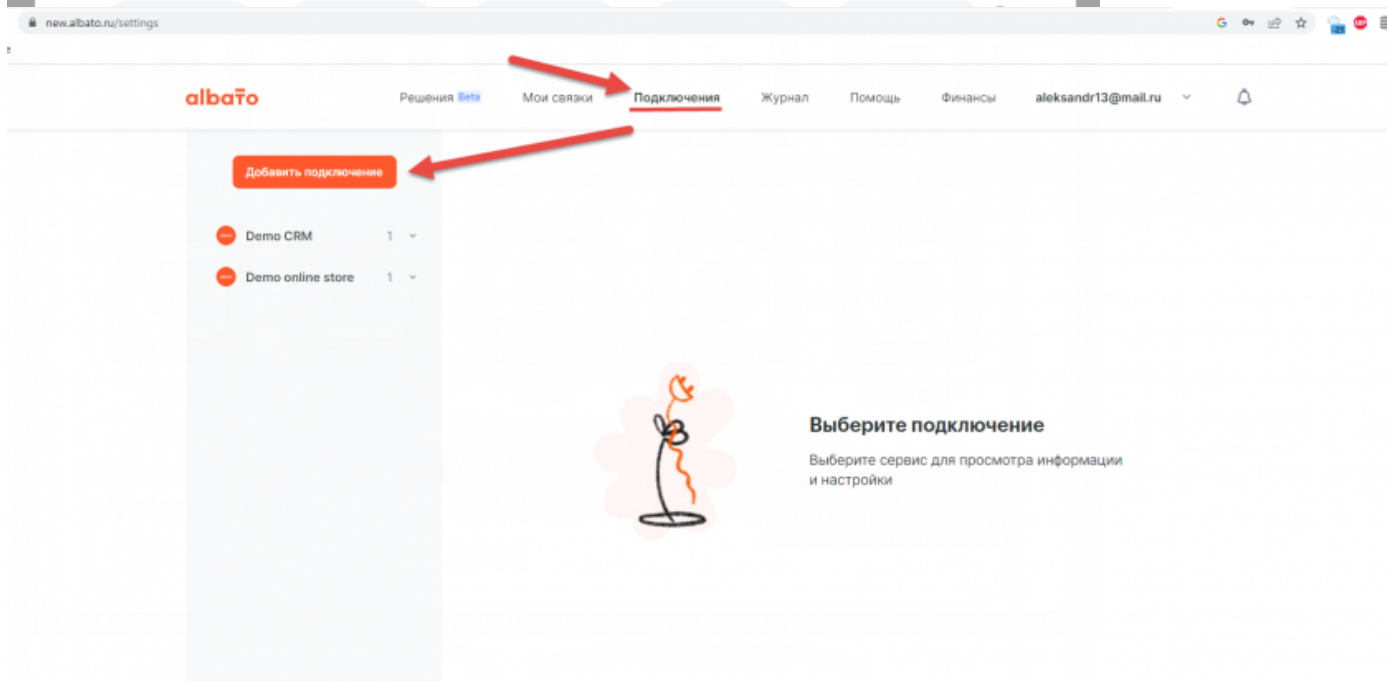 new.albato.ru/settings
albato
Решения Beta
Мои связки
Подключения
Журнал
Помощь
Финансы
aleksandr13@mail.ru
Добавить подключение
Demo CRM 1
Demo online store 1
Выберите подключение
Выберите сервис для просмотра информации
и настройки